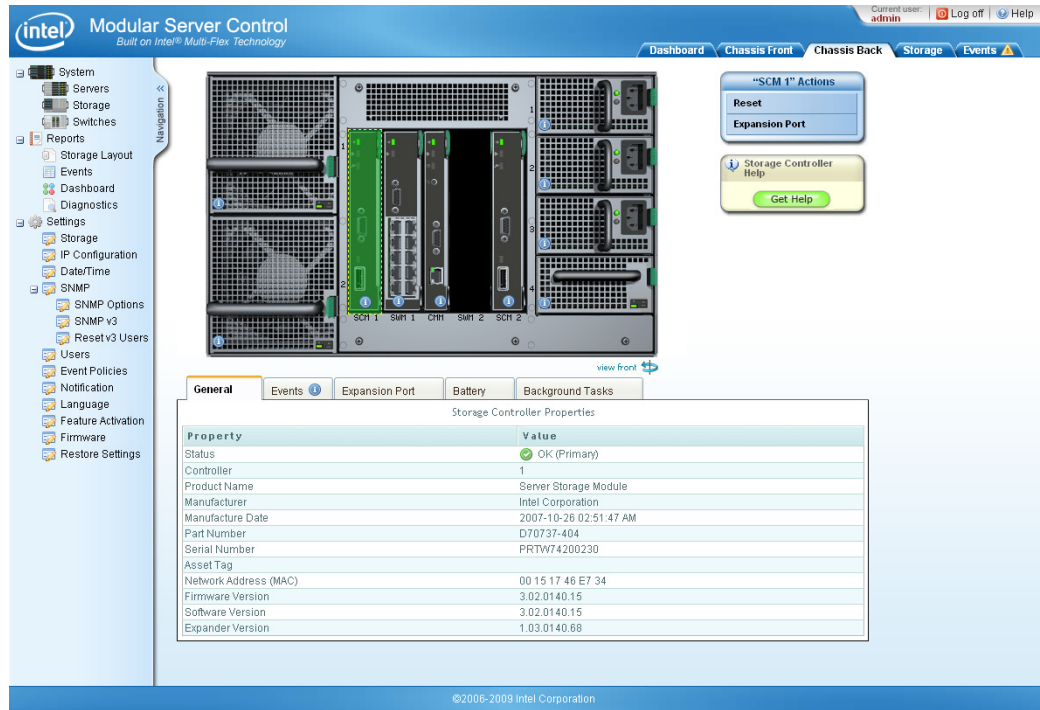 intel
Modular Server Control
Built on Intel® Multi-Flex Technology
Current user:
admin
Log off
Help
Dashboard
Chassis Front
Chassis Back
Storage
Events
System
Servers
Storage
Switches
Reports
Storage Layout
Events
Dashboard
Diagnostics
Settings
Storage
IP Configuration
Date/Time
SNMP
SNMP Options
SNMP v3
Reset v3 Users
Users
Event Policies
Notification
Language
Feature Activation
Firmware
Restore Settings
« Navigation
1
2
1
2
3
4
SCM 1 SWM 1 CMM SWM 2 SCM 2
view front
"SCM 1" Actions
Reset
Expansion Port
Storage Controller
Help
Get Help
General Events Expansion Port Battery Background Tasks
Storage Controller Properties
Property Value
Status OK (Primary)
Controller 1
Product Name Server Storage Module
Manufacturer Intel Corporation
Manufacture Date 2007-10-26 02:51:47 AM
Part Number D70737-404
Serial Number PRTW74200230
Asset Tag
Network Address (MAC) 00 15 17 46 E7 34
Firmware Version 3.02.0140.15
Software Version 3.02.0140.15
Expander Version 1.03.0140.68
©2006-2009 Intel Corporation